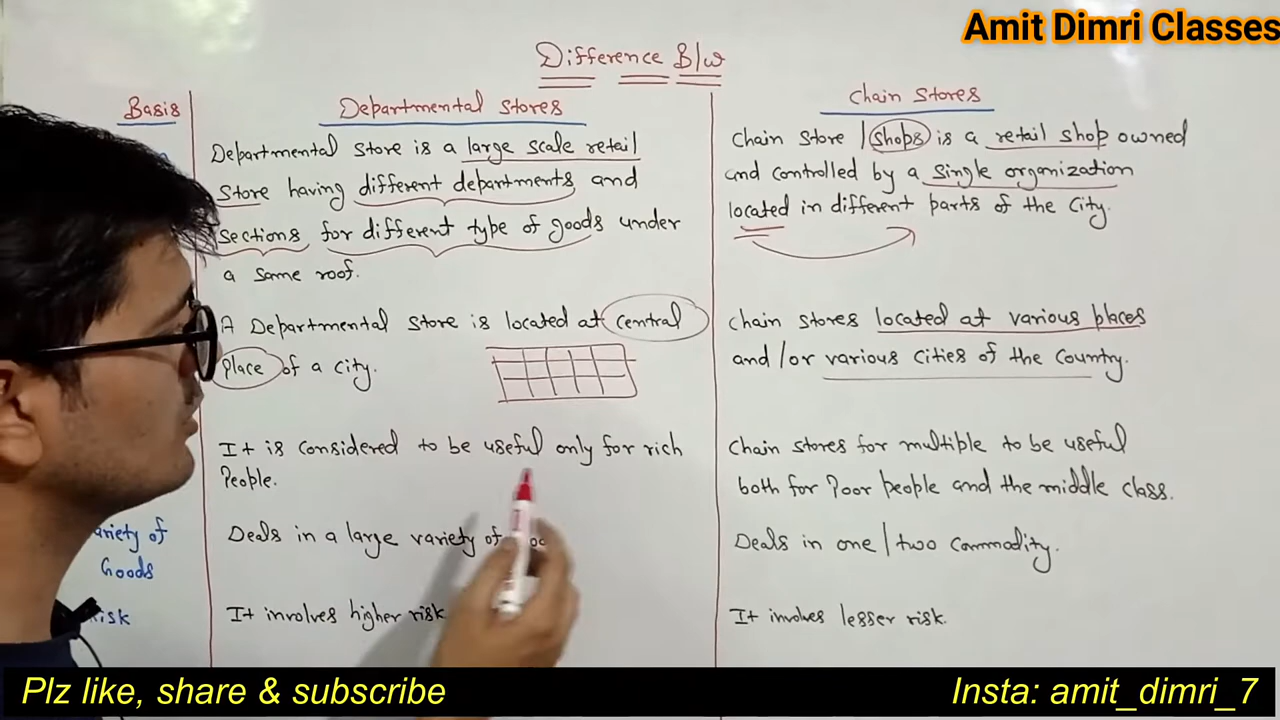 Amit Dimri Classes
Difference B/w
Basis
Departmental Stores
Chain Stores
Departmental Store is a large scale retail
Store having different departments and
sections for different type of goods under
a same roof.
Chain Store / shops is a retail shop owned
and controlled by a single organization
located in different parts of the City.
A Departmental Store is located at central
place of a city.
Chain stores located at various places
and/or various Cities of the Country.
It is Considered to be useful only for rich
People.
Chain stores for multiple to be useful
both for Poor people and the middle class.
Goods
Deals in a large variety of
Deals in one/two Commodity.
It involves higher risk
It involves lesser risk.
Plz like, share & subscribe
Insta: amit_dimri_7